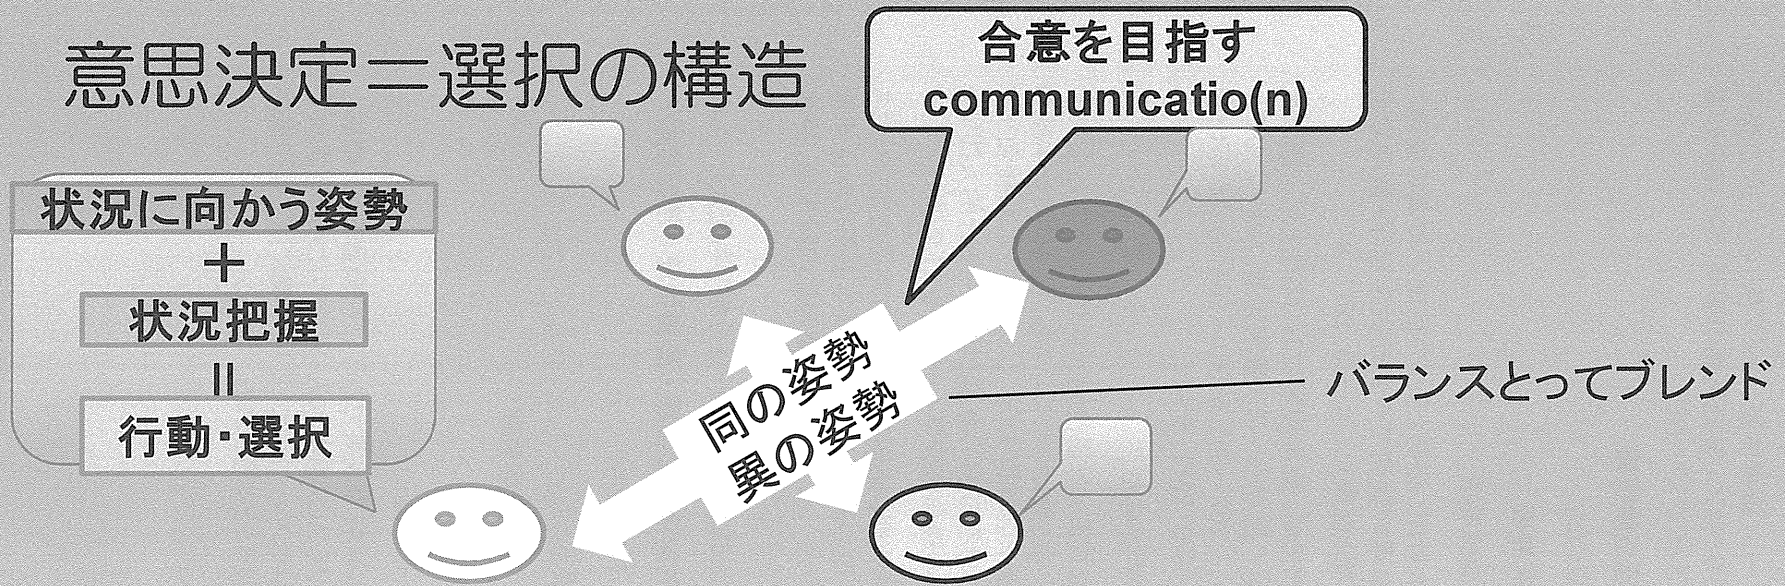 意思決定＝選択の構造
合意を目指す
communicatio(n)
状況に向かう姿勢
＋
状況把握
＝
行動・選択
同の姿勢
異の姿勢
バランスとってブレンド